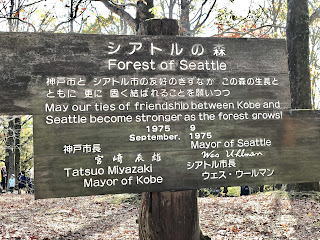 シアトルの森
Forest of Seattle
神戸市と シアトル市の友好のきずなが この森の生長と
ともに 更に 固く結ばれることを願いつつ
May our ties of friendship between Kobe and
Seattle become stronger as the forest grows!
1975 9
September, 1975
神戸市長
宮崎辰雄
Tatsuo Miyazaki
Mayor of Kobe
Mayor of Seattle
Wes Uhlman
シアトル市長
ウエス・ウールマン